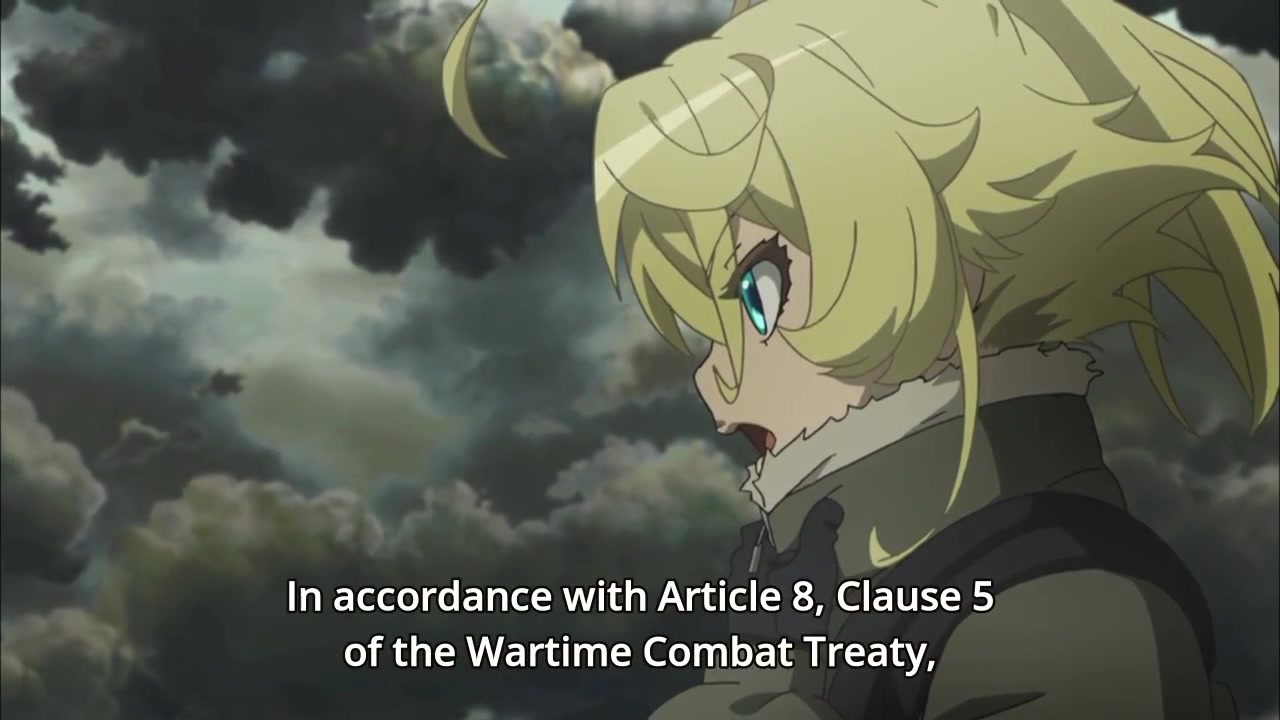 In accordance with Article 8, Clause 5
of the Wartime Combat Treaty,